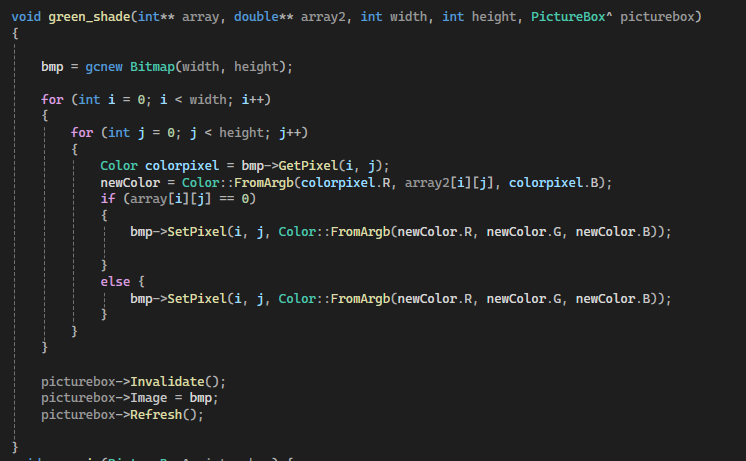 void green_shade(int** array, double** array2, int width, int height, PictureBox^ picturebox)
{
bmp = gcnew Bitmap(width, height);
for (int i = 0; i < width; i++)
{
for (int j = 0; j < height; j++)
{
Color colorpixel = bmp->GetPixel(i, j);
newColor = Color::FromArgb(colorpixel.R, array2[i][j], colorpixel.B);
if (array[i][j] == 0)
{
bmp->SetPixel(i, j, Color::FromArgb(newColor.R, newColor.G, newColor.B));
}
else {
bmp->SetPixel(i, j, Color::FromArgb(newColor.R, newColor.G, newColor.B));
}
}
}
picturebox->Invalidate();
picturebox->Image = bmp;
picturebox->Refresh();
}